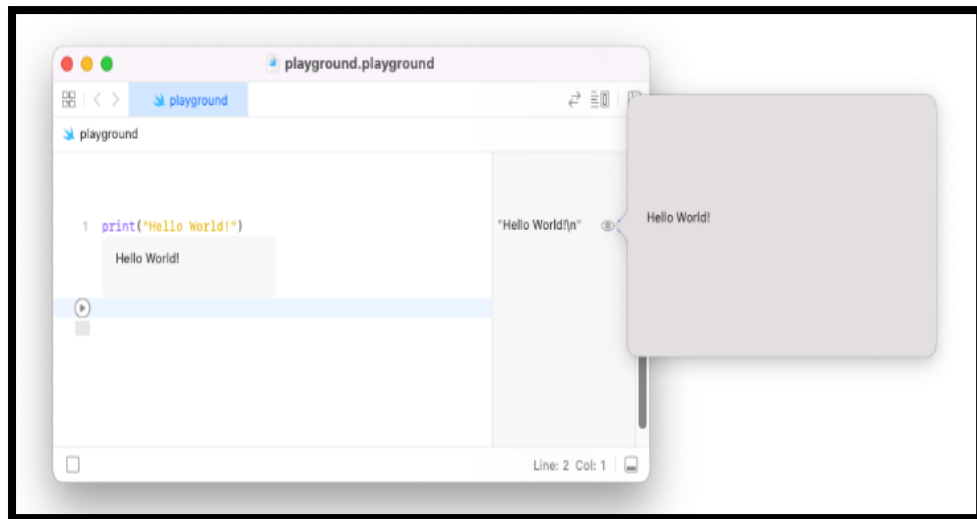 playground.playground
playground
playground
1 print("Hello World!")
"Hello World!\n"
Hello World!
Hello World!
Line: 2 Col: 1